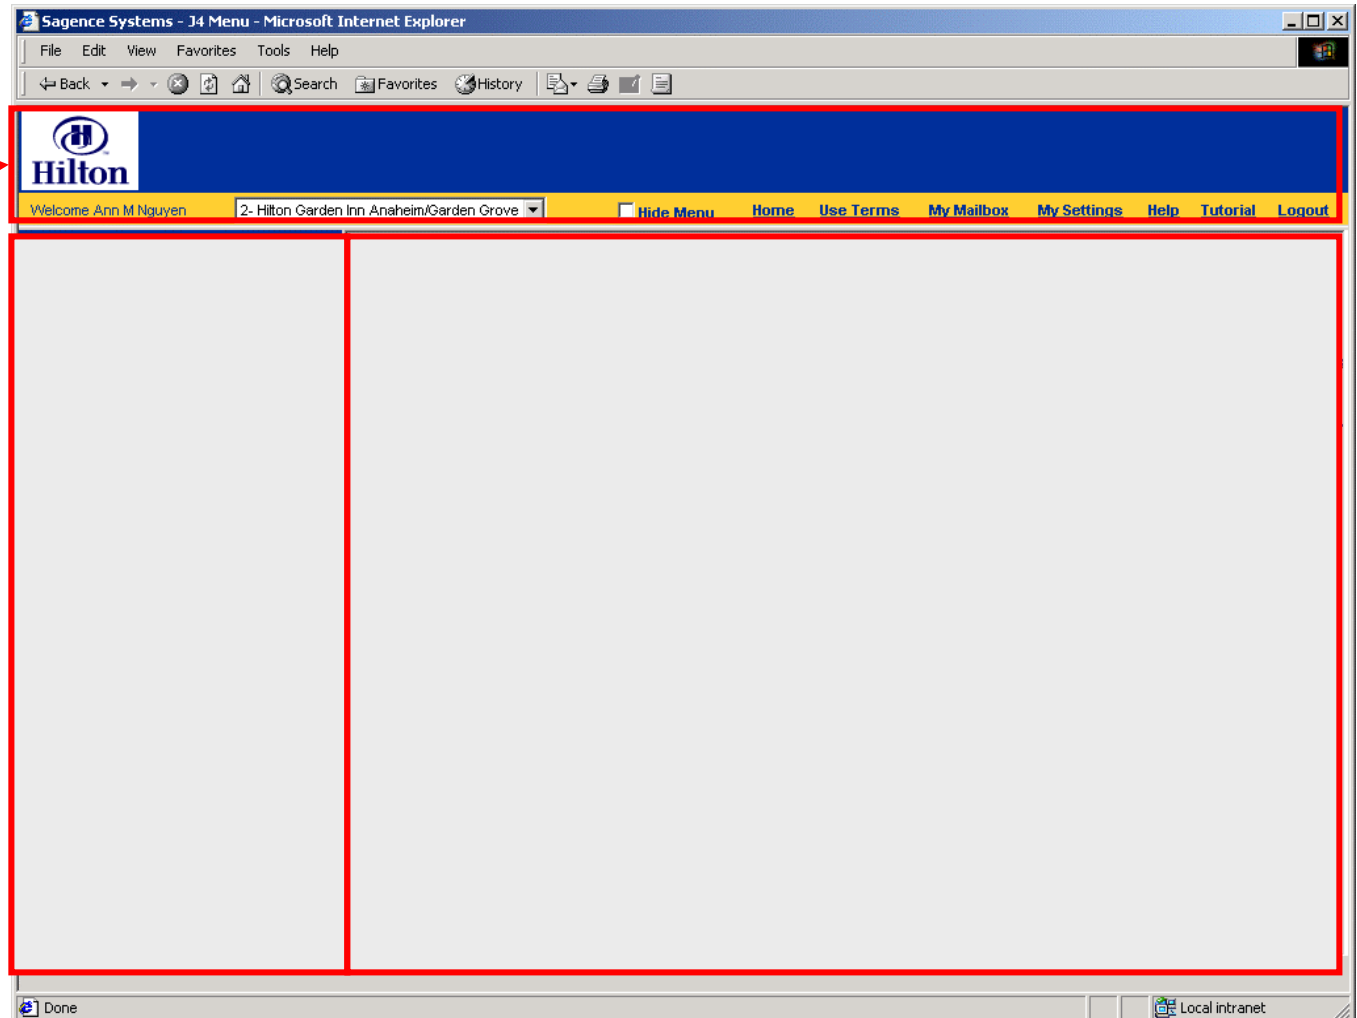 Sagence Systems - J4 Menu - Microsoft Internet Explorer
File Edit View Favorites Tools Help
Back Search Favorites History
Hilton
Welcome Ann M Nguyen 2- Hilton Garden Inn Anaheim/Garden Grove Hide Menu Home Use Terms My Mailbox My Settings Help Tutorial Logout
Done Local intranet